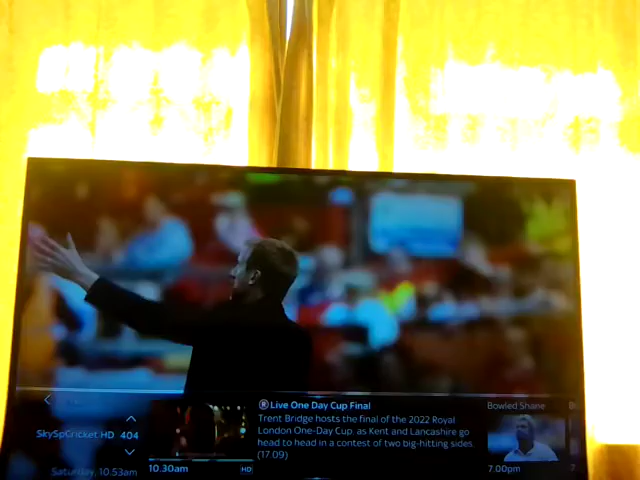 Live One Day Cup Final
Trent Bridge hosts the final of the 2022 Royal
London One-Day Cup, as Kent and Lancashire go
head to head in a contest of two big-hitting sides.
(17.09)
Bowled Shane
SkySpCricket HD 404
Saturday, 10.53am
10.30am
HD
7.00pm
7